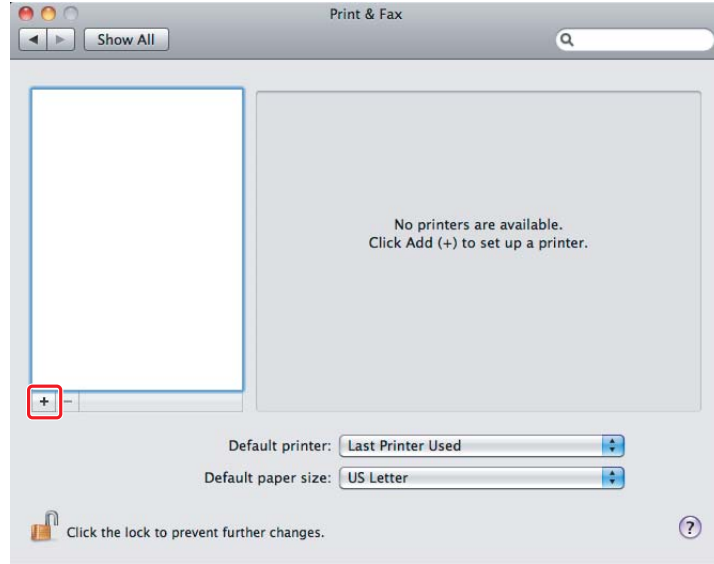 Print & Fax
Show All
No printers are available.
Click Add (+) to set up a printer.
+ −
Default printer: Last Printer Used
Default paper size: US Letter
Click the lock to prevent further changes.
?